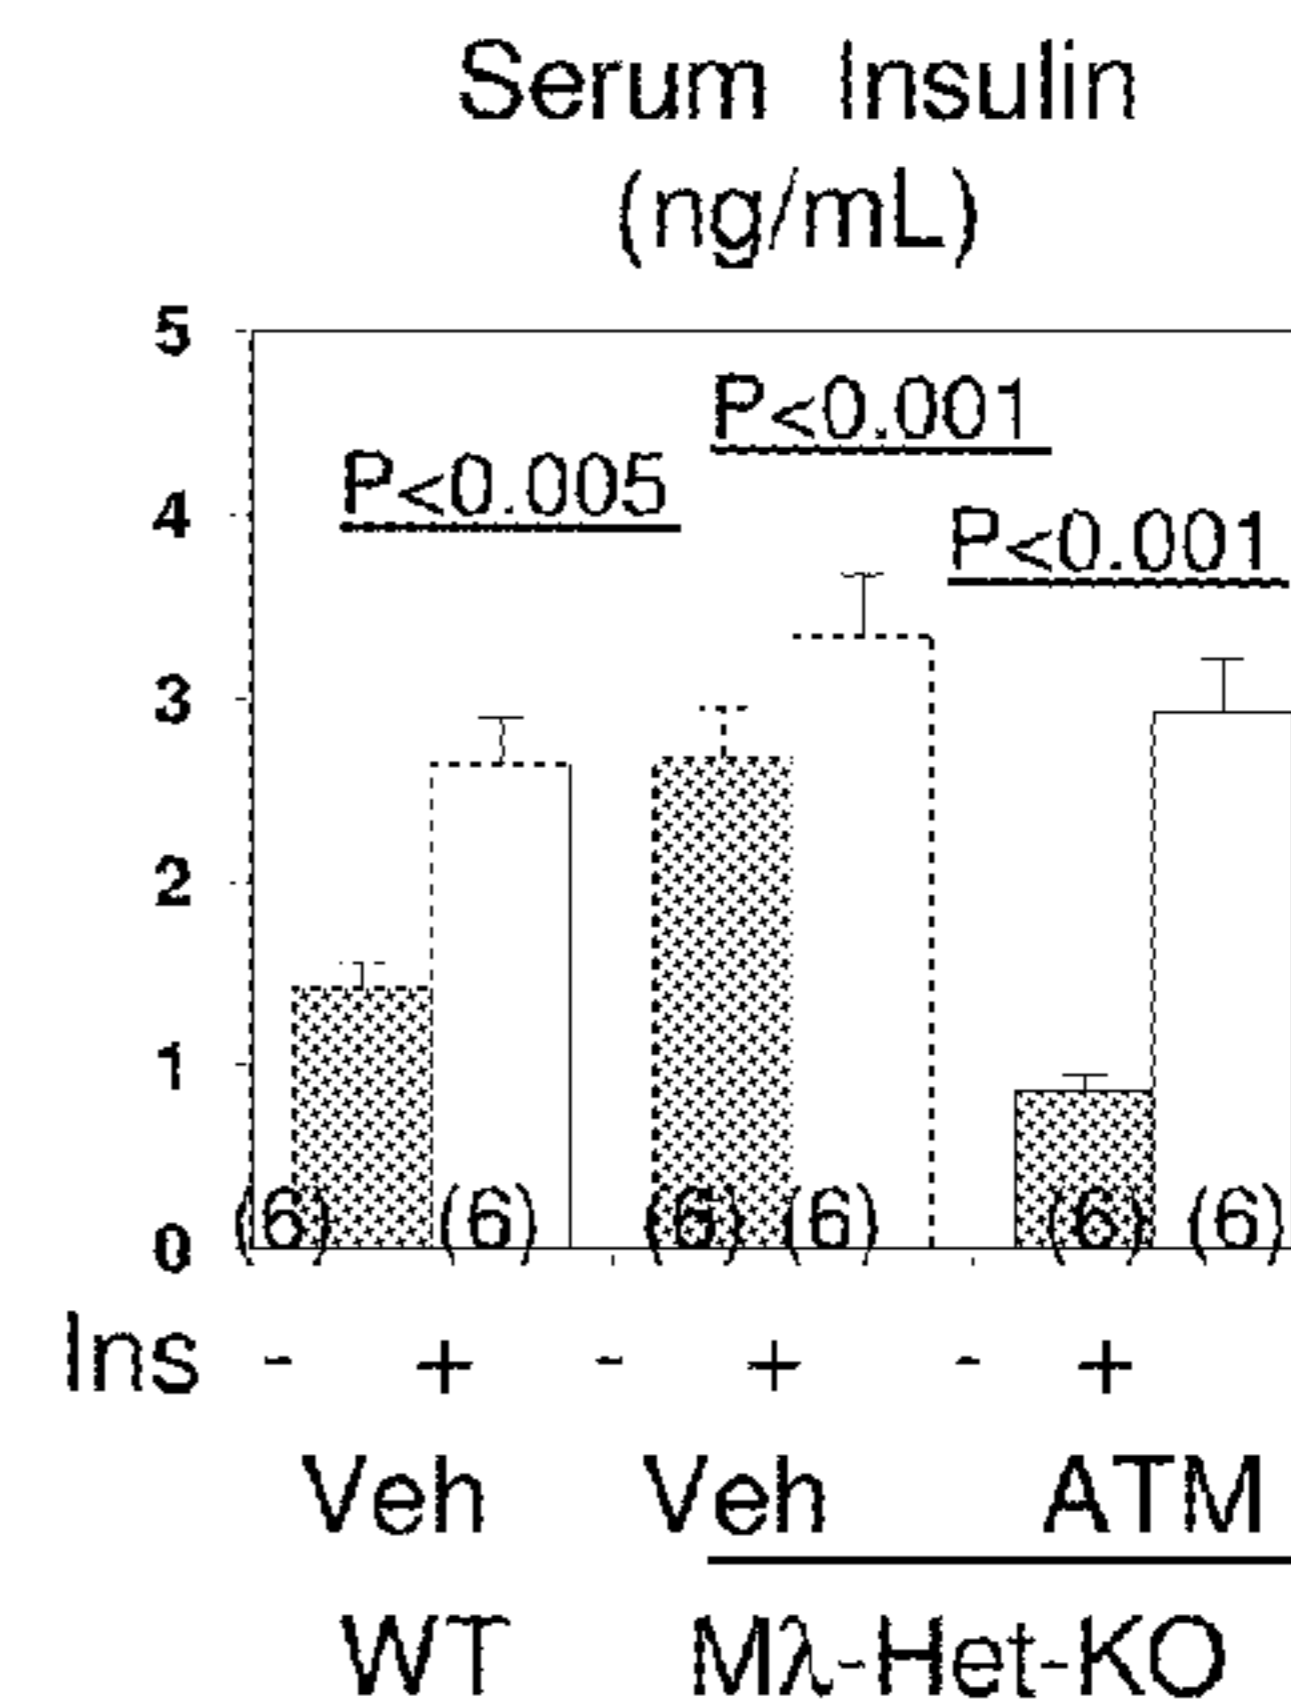 Serum Insulin
(ng/mL)
5
P<0.001
P<0.005
4
P<0.001
3
2
1
(6) (6) (6) (6) (6) (6)
0
Ins - + - + - +
Veh Veh ATM
WT Mλ-Het-KO